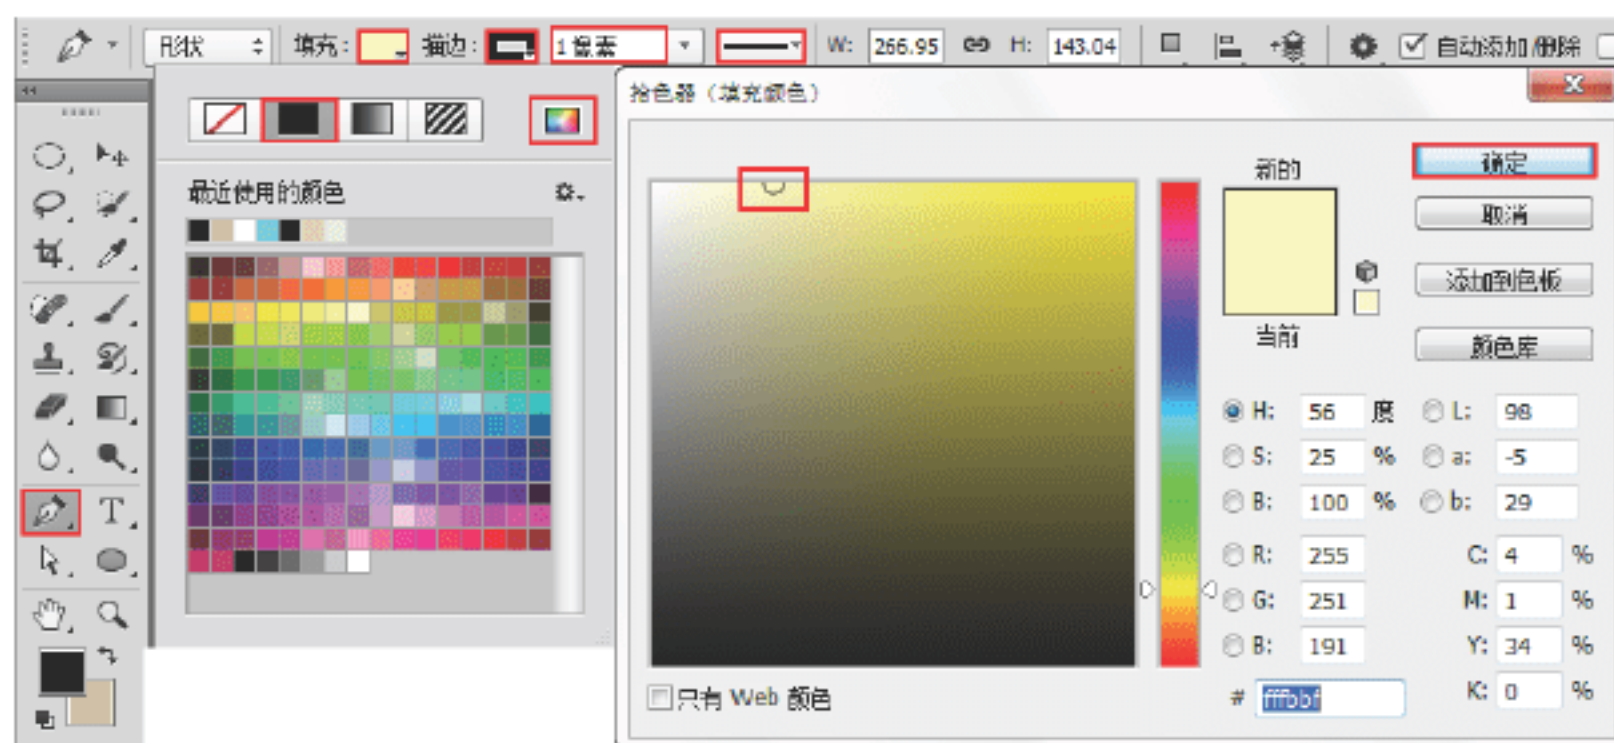 形状 填充: 描边: 1 像素 W: 266.95 H: 143.04 自动添加/删除
拾色器（填充颜色）
最近使用的颜色
新的
当前
确定
取消
添加到色板
颜色库
H: 56 度 L: 98
S: 25 % a: -5
B: 100 % b: 29
R: 255 C: 4 %
G: 251 M: 1 %
B: 191 Y: 34 %
# fffbbf K: 0 %
只有 Web 颜色
T